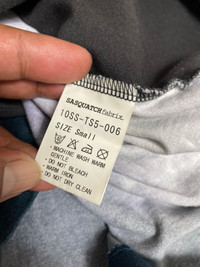 SASQUATCHfabrix.
10SS-TS5-006
SIZE Small
・MACHINE WASH WARM
GENTLE
・DO NOT BLEACH
・WARM IRON
・DO NOT DRY CLEAN